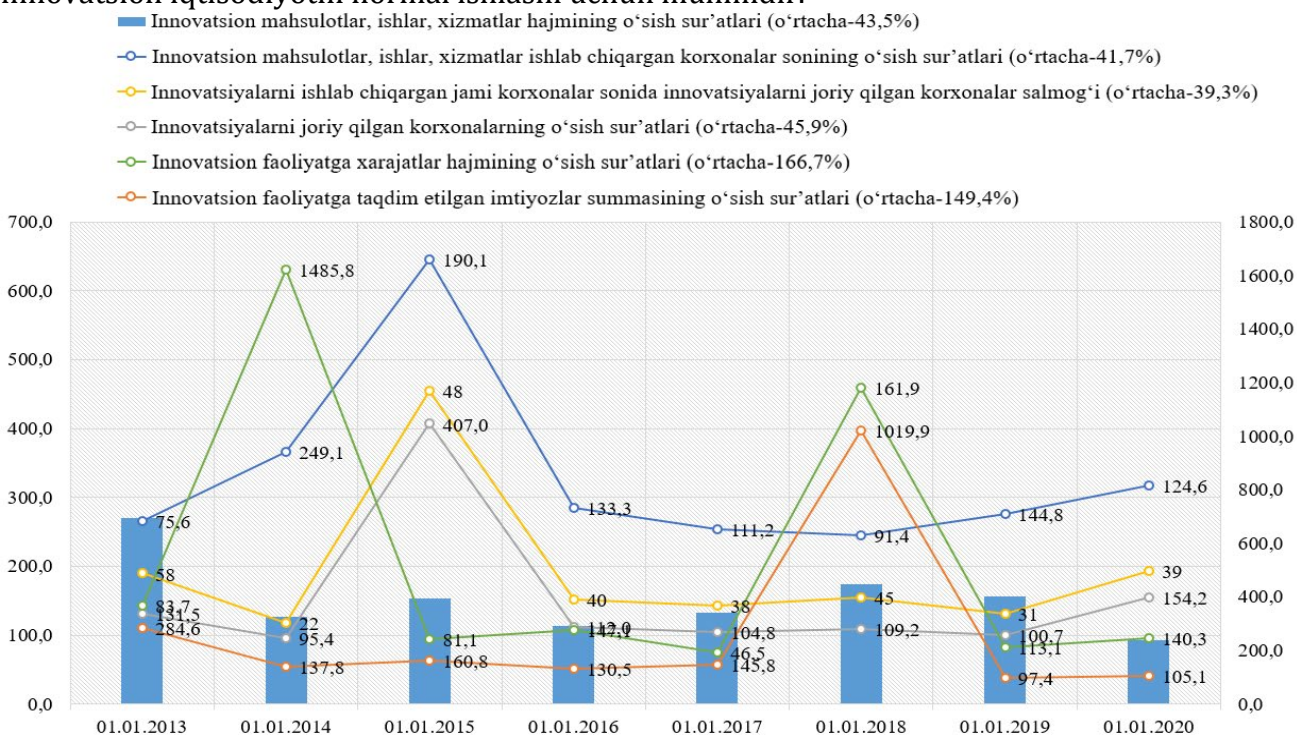 Innovatsion mahsulotlar, ishlar, xizmatlar hajmining o‘sish sur’atlari (o‘rtacha-43,5%)
Innovatsion mahsulotlar, ishlar, xizmatlar ishlab chiqargan korxonalar sonining o‘sish sur’atlari (o‘rtacha-41,7%)
Innovatsiyalarni ishlab chiqargan jami korxonalar sonida innovatsiyalarni joriy qilgan korxonalar salmog‘i (o‘rtacha-39,3%)
Innovatsiyalarni joriy qilgan korxonalarning o‘sish sur’atlari (o‘rtacha-45,9%)
Innovatsion faoliyatga xarajatlar hajmining o‘sish sur’atlari (o‘rtacha-166,7%)
Innovatsion faoliyatga taqdim etilgan imtiyozlar summasining o‘sish sur’atlari (o‘rtacha-149,4%)
700,0 1800,0
600,0 1600,0
500,0 1400,0
400,0 1200,0
300,0 1000,0
200,0 800,0
100,0 600,0
0,0 400,0
200,0
0,0
75,6 249,1 190,1 133,3 111,2 91,4 144,8 124,6
58 22 48 40 38 45 31 39
131,5 95,4 407,0 112,0 104,8 109,2 100,7 154,2
83,7 1485,8 81,1 46,5 161,9 113,1 140,3
284,6 137,8 160,8 130,5 145,8 1019,9 97,4 105,1
01.01.2013 01.01.2014 01.01.2015 01.01.2016 01.01.2017 01.01.2018 01.01.2019 01.01.2020